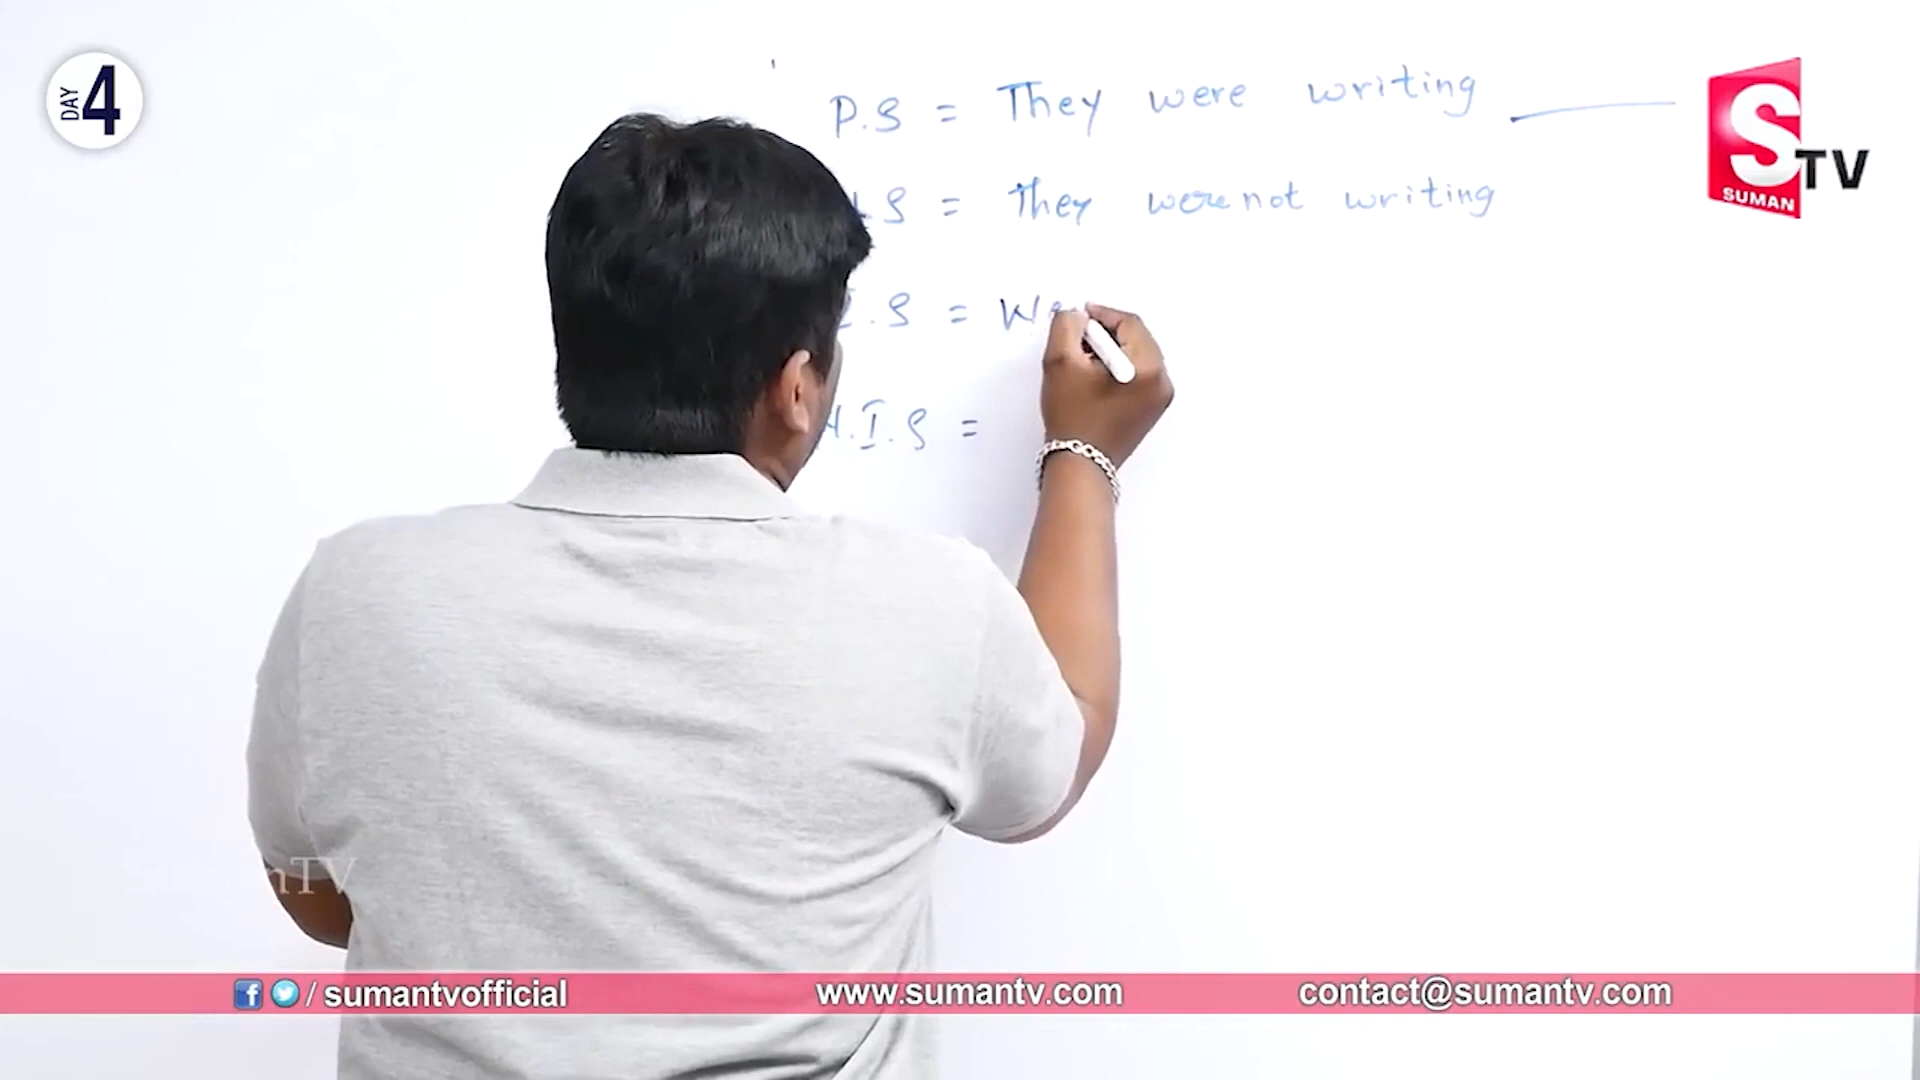 DAY 4
P.S = They were writing
S = They were not writing
I.S = We
N.I.S =
S TV
SUMAN
nTV
/ sumantvofficial
www.sumantv.com
contact@sumantv.com